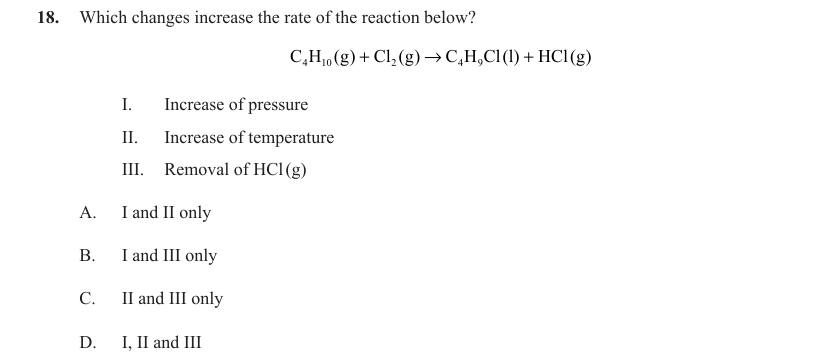 18. Which changes increase the rate of the reaction below?
C₄H₁₀(g) + Cl₂(g) → C₄H₉Cl(l) + HCl(g)
I. Increase of pressure
II. Increase of temperature
III. Removal of HCl(g)
A. I and II only
B. I and III only
C. II and III only
D. I, II and III